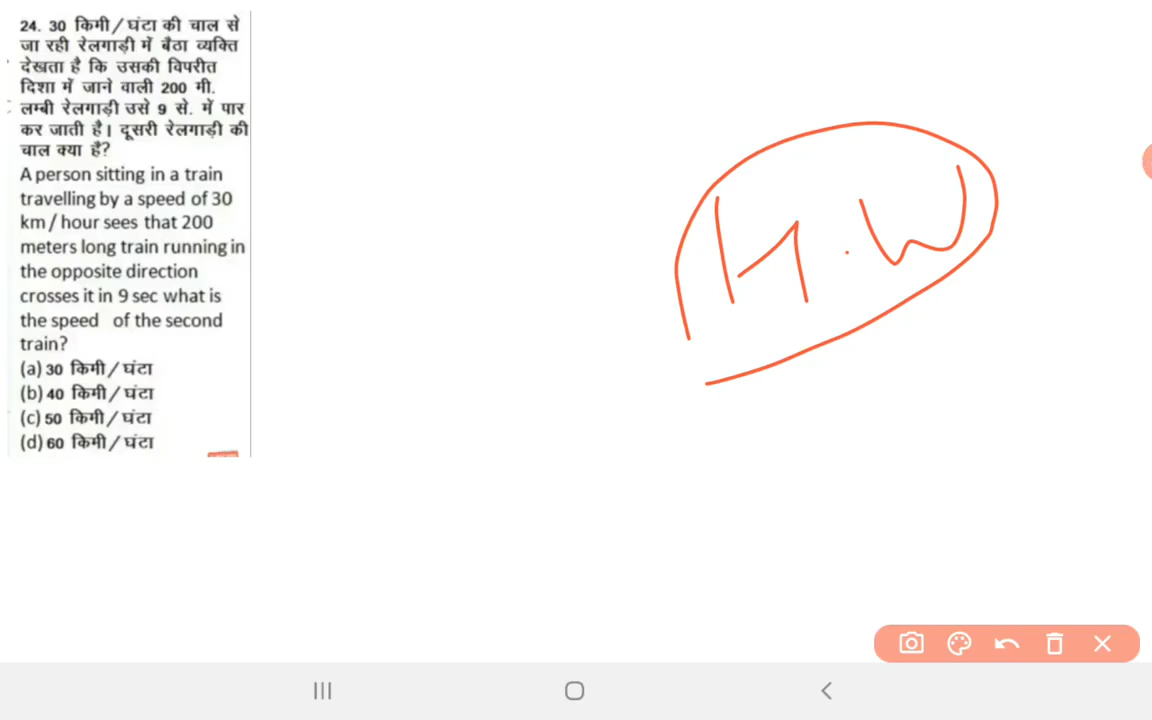 24. 30 किमी/घंटा की चाल से
जा रही रेलगाड़ी में बैठा व्यक्ति
देखता है कि उसकी विपरीत
दिशा में जाने वाली 200 मी.
लम्बी रेलगाड़ी उसे 9 से. में पार
कर जाती है। दूसरी रेलगाड़ी की
चाल क्या है?
A person sitting in a train
travelling by a speed of 30
km/hour sees that 200
meters long train running in
the opposite direction
crosses it in 9 sec what is
the speed of the second
train?
(a) 30 किमी/घंटा
(b) 40 किमी/घंटा
(c) 50 किमी/घंटा
(d) 60 किमी/घंटा
H.W